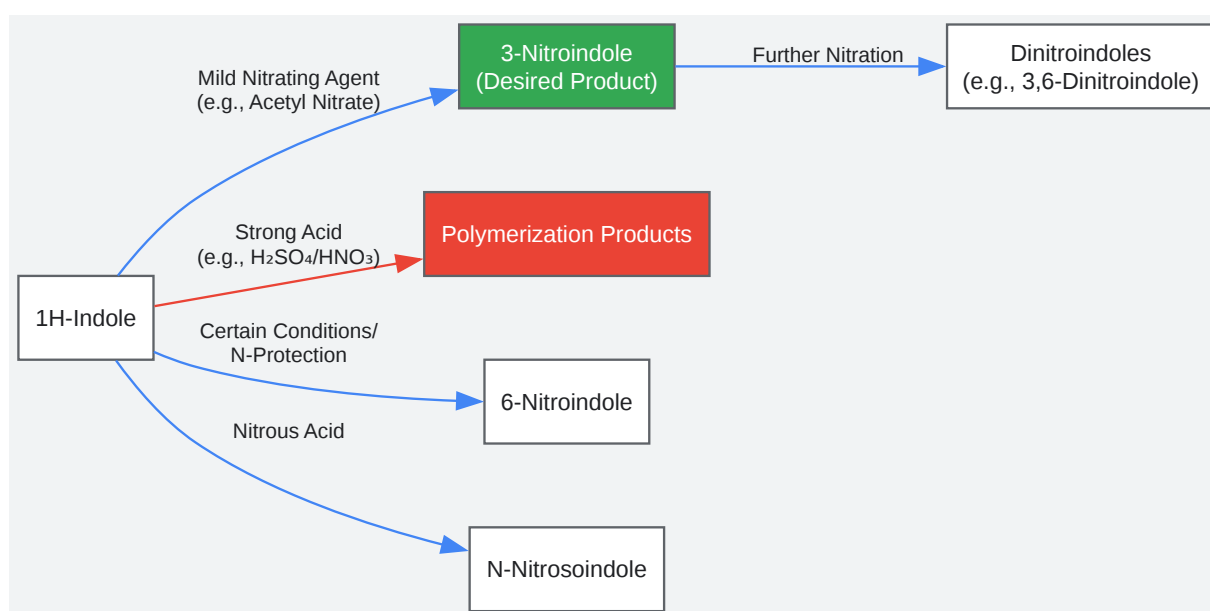 3-Nitroindole
(Desired Product)
Further Nitration
Dinitroindoles
(e.g., 3,6-Dinitroindole)
Mild Nitrating Agent
(e.g., Acetyl Nitrate)
Strong Acid
(e.g., H₂SO₄/HNO₃)
Polymerization Products
1H-Indole
Certain Conditions/
N-Protection
6-Nitroindole
Nitrous Acid
N-Nitrosoindole